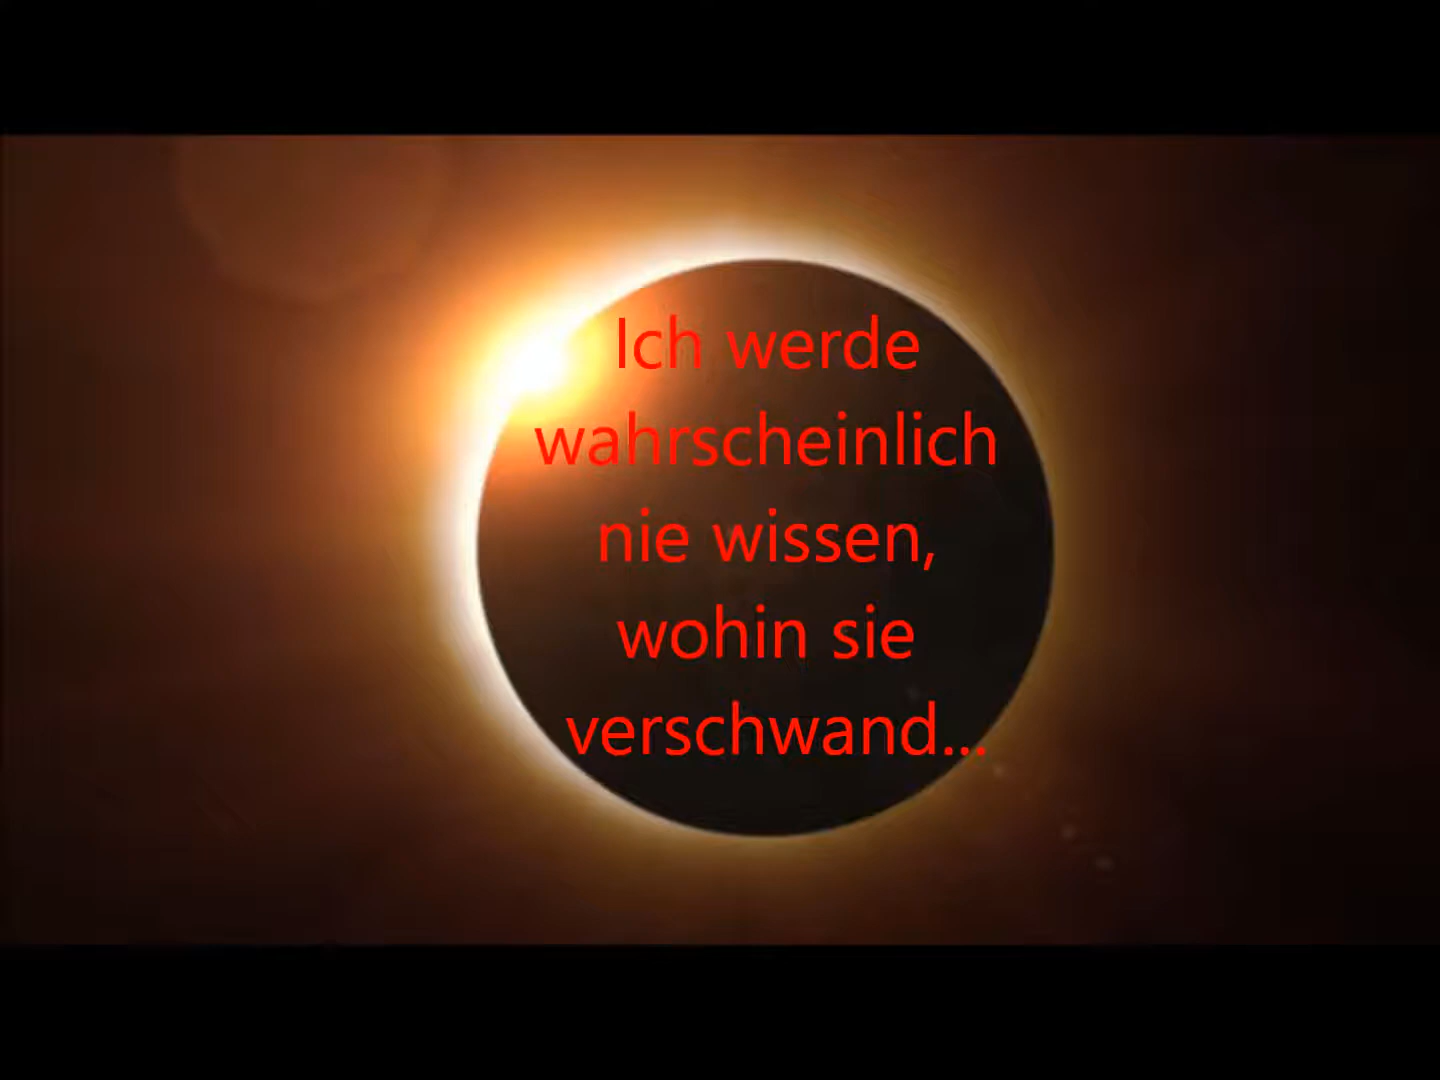 Ich werde
wahrscheinlich
nie wissen,
wohin sie
verschwand...